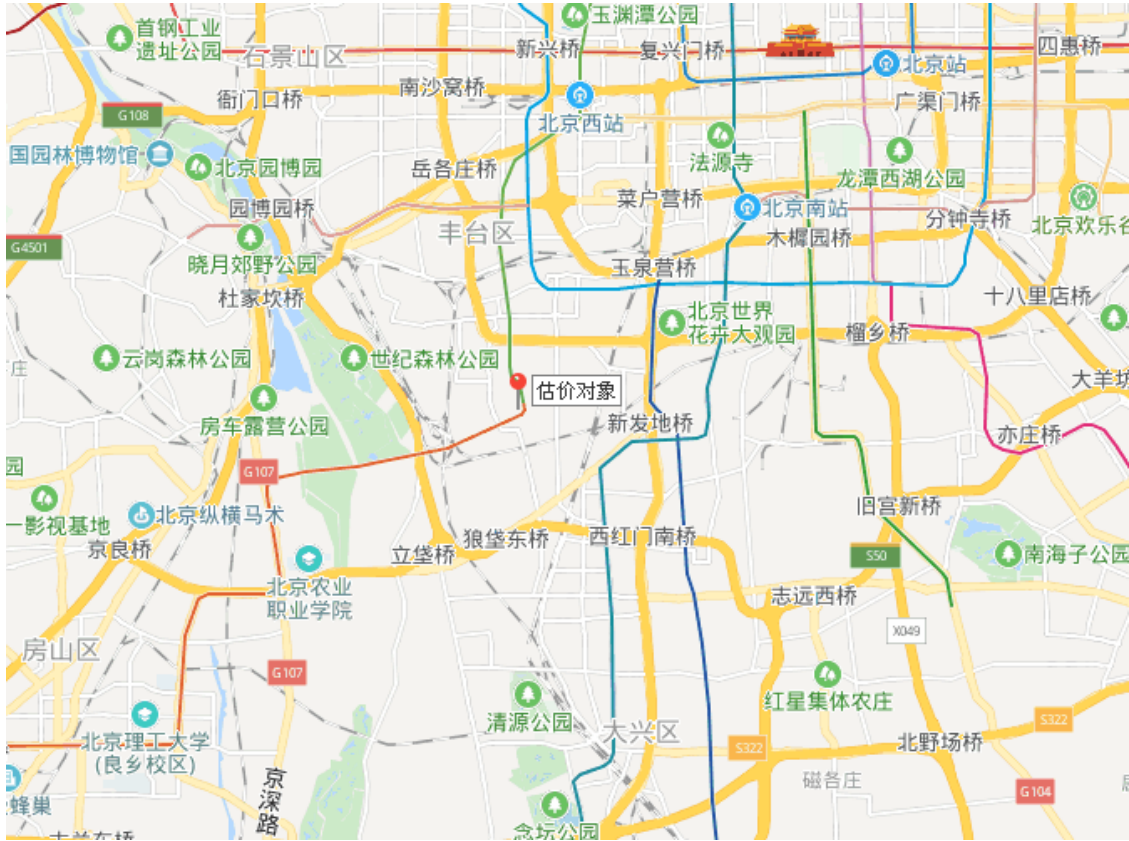 首钢工业
遗址公园
石景山区
新兴桥
玉渊潭公园
复兴门桥
四惠桥
北京站
衙门口桥
南沙窝桥
广渠门桥
G108
北京西站
国园林博物馆
北京园博园
岳各庄桥
法源寺
龙潭西湖公园
园博园桥
菜户营桥
北京南站
分钟寺桥
北京欢乐谷
丰台区
木樨园桥
G4501
晓月郊野公园
玉泉营桥
杜家坎桥
十八里店桥
北京世界
花卉大观园
榴乡桥
云岗森林公园
世纪森林公园
庄
估价对象
大羊坊
房车露营公园
新发地桥
亦庄桥
园
G107
一影视基地
北京纵横马术
旧宫新桥
京良桥
立垡桥
狼垡东桥
西红门南桥
S50
南海子公园
北京农业
职业学院
志远西桥
X049
房山区
G107
清源公园
红星集体农庄
北京理工大学
(良乡校区)
大兴区
S322
S322
北野场桥
磁各庄
G104
蜂巢
京深路
念坛公园